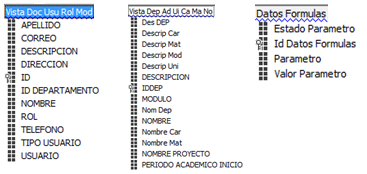 Vista Doc Usu Rol Mod
APELLIDO
CORREO
DESCRIPCION
DIRECCION
ID
ID DEPARTAMENTO
NOMBRE
ROL
TELEFONO
TIPO USUARIO
USUARIO
Vista Dep Ad Ui Ca Ma No
Des DEP
Descrip Car
Descrip Mat
Descrip Mod
Descrip Uni
DESCRIPCION
IDDEP
MODULO
Nom Dep
NOMBRE
Nombre Car
Nombre Mat
NOMBRE PROYECTO
PERIODO ACADEMICO INICIO
Datos Formulas
Estado Parametro
Id Datos Formulas
Parametro
Valor Parametro